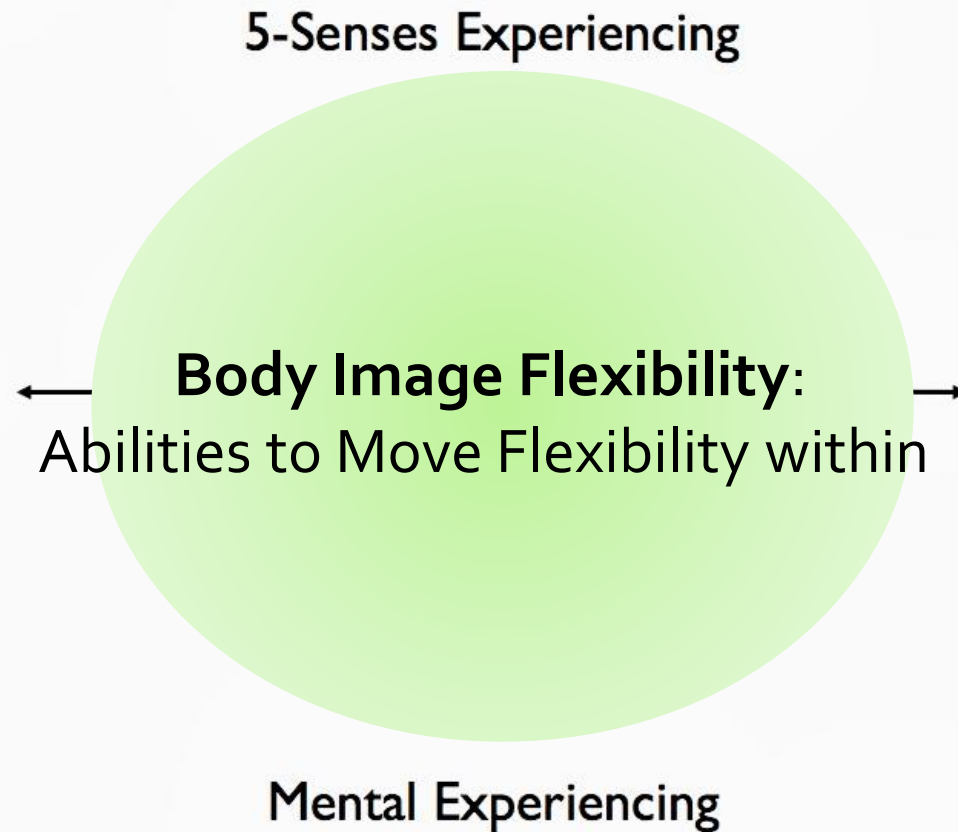 5-Senses Experiencing
Body Image Flexibility:
Abilities to Move Flexibility within
Mental Experiencing